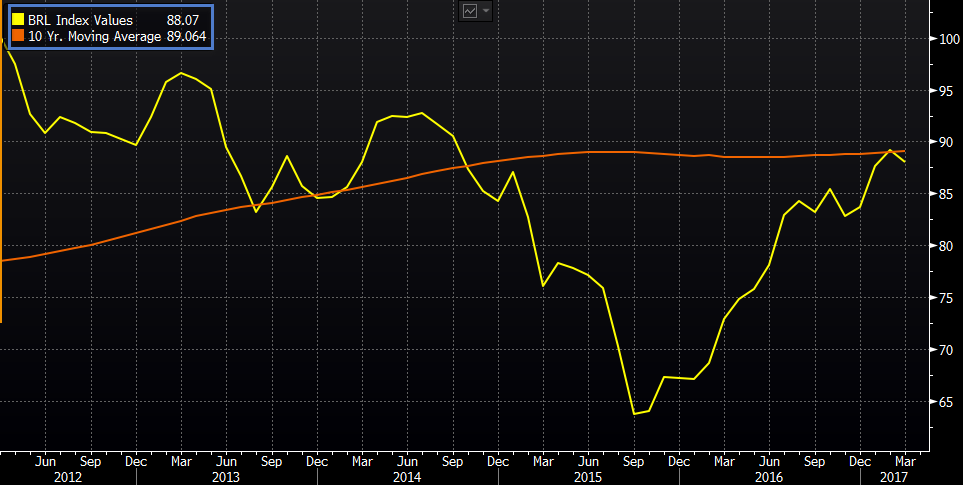 BRL Index Values 88.07
10 Yr. Moving Average 89.064
100
95
90
85
80
75
70
65
Jun Sep Dec Mar Jun Sep Dec Mar Jun Sep Dec Mar Jun Sep Dec Mar Jun Sep Dec Mar
2012 2013 2014 2015 2016 2017